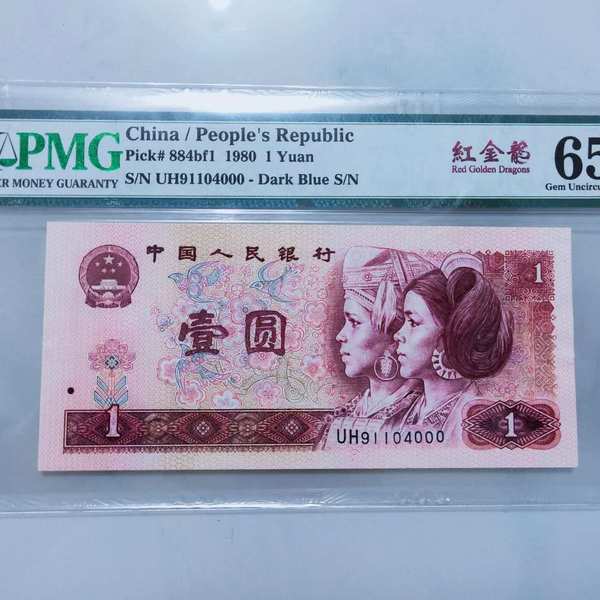 PMG
ER MONEY GUARANTY
China / People's Republic
Pick# 884bf1 1980 1 Yuan
S/N UH91104000 - Dark Blue S/N
紅金龍
Red Golden Dragons
65
Gem Uncircu
中国人民银行
1
壹圆
1
UH91104000
1